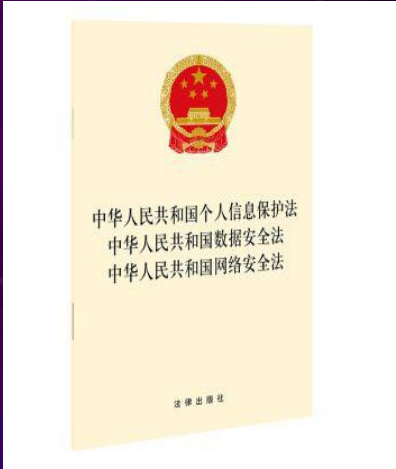 中华人民共和国个人信息保护法
中华人民共和国数据安全法
中华人民共和国网络安全法
法律出版社